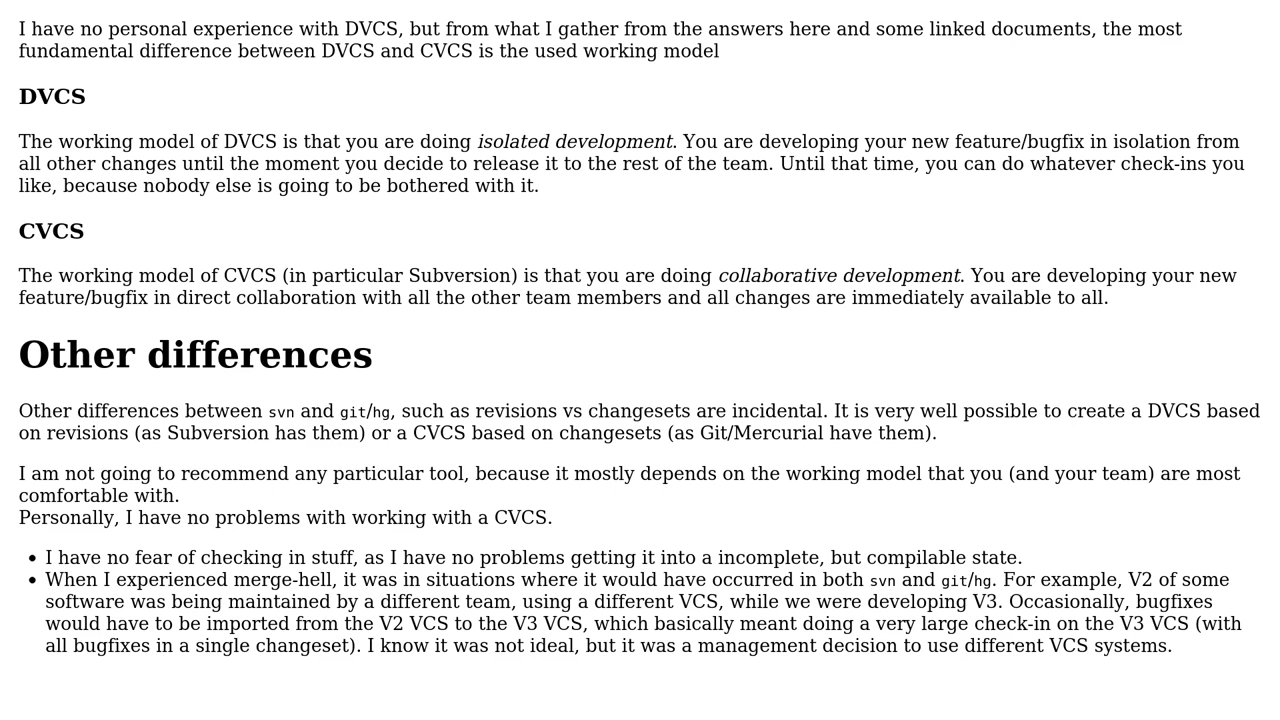 I have no personal experience with DVCS, but from what I gather from the answers here and some linked documents, the most
fundamental difference between DVCS and CVCS is the used working model
DVCS
The working model of DVCS is that you are doing isolated development. You are developing your new feature/bugfix in isolation from
all other changes until the moment you decide to release it to the rest of the team. Until that time, you can do whatever check-ins you
like, because nobody else is going to be bothered with it.
CVCS
The working model of CVCS (in particular Subversion) is that you are doing collaborative development. You are developing your new
feature/bugfix in direct collaboration with all the other team members and all changes are immediately available to all.
Other differences
Other differences between svn and git/hg, such as revisions vs changesets are incidental. It is very well possible to create a DVCS based
on revisions (as Subversion has them) or a CVCS based on changesets (as Git/Mercurial have them).
I am not going to recommend any particular tool, because it mostly depends on the working model that you (and your team) are most
comfortable with.
Personally, I have no problems with working with a CVCS.
• I have no fear of checking in stuff, as I have no problems getting it into a incomplete, but compilable state.
• When I experienced merge-hell, it was in situations where it would have occurred in both svn and git/hg. For example, V2 of some
software was being maintained by a different team, using a different VCS, while we were developing V3. Occasionally, bugfixes
would have to be imported from the V2 VCS to the V3 VCS, which basically meant doing a very large check-in on the V3 VCS (with
all bugfixes in a single changeset). I know it was not ideal, but it was a management decision to use different VCS systems.